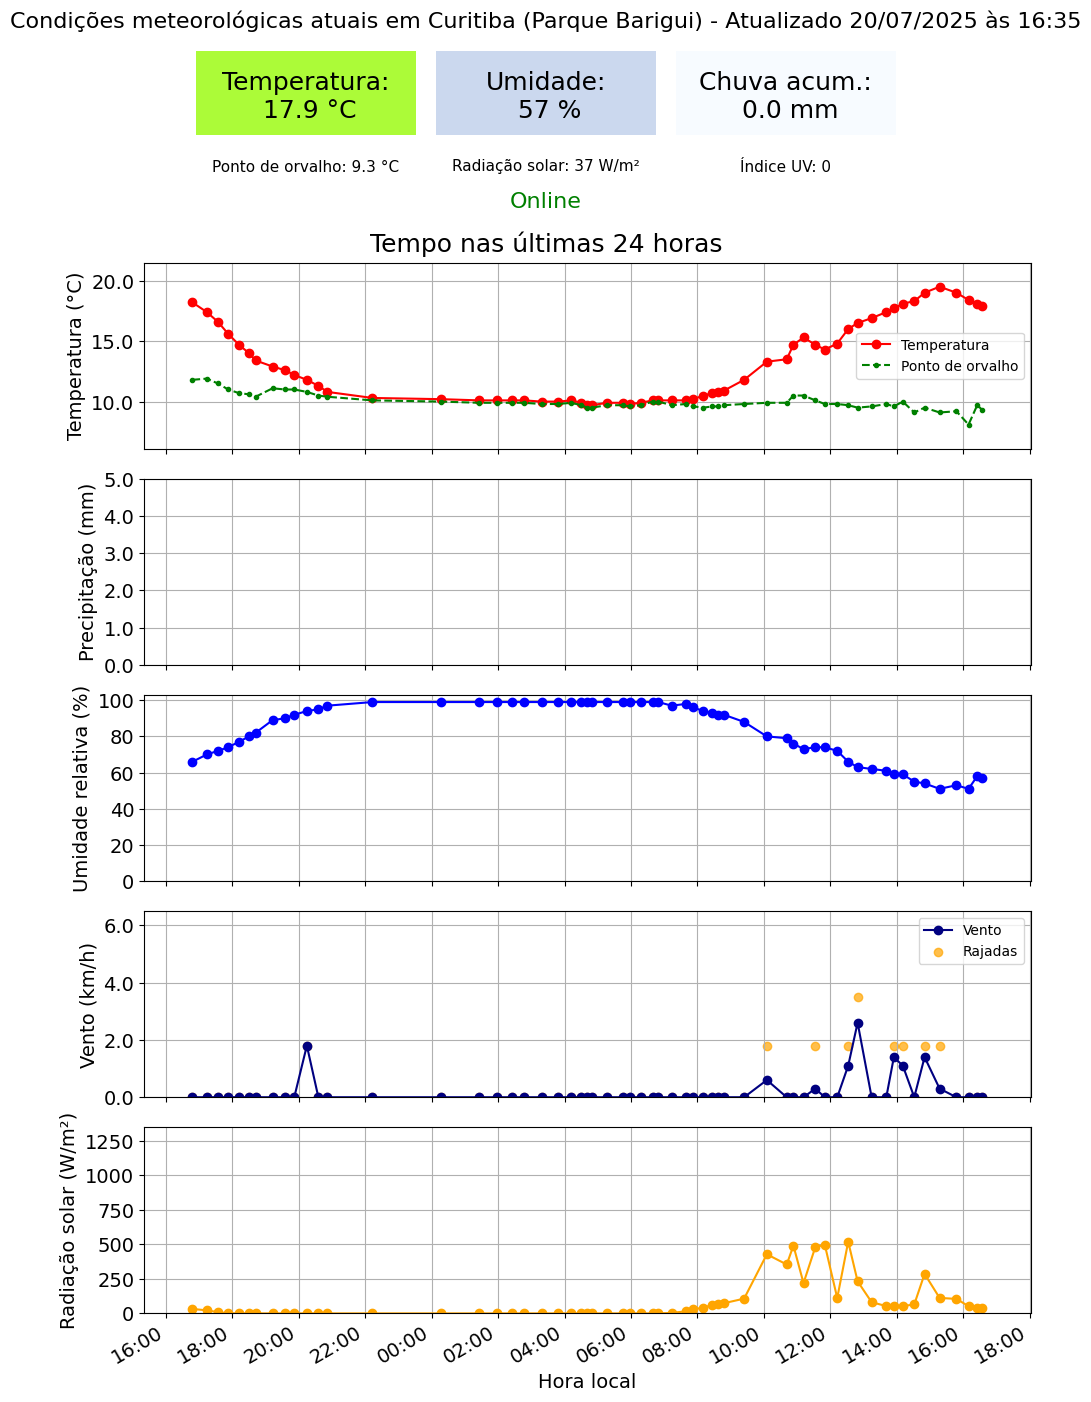 Condições meteorológicas atuais em Curitiba (Parque Barigui) - Atualizado 20/07/2025 às 16:35
Temperatura:
17.9 °C
Umidade:
57 %
Chuva acum.:
0.0 mm
Ponto de orvalho: 9.3 °C
Radiação solar: 37 W/m²
Índice UV: 0
Online
Tempo nas últimas 24 horas
Temperatura (°C)
20.0
15.0
10.0
Temperatura
Ponto de orvalho
Precipitação (mm)
5.0
4.0
3.0
2.0
1.0
0.0
Umidade relativa (%)
100
80
60
40
20
0
Vento (km/h)
6.0
4.0
2.0
0.0
Vento
Rajadas
Radiação solar (W/m²)
1250
1000
750
500
250
0
16:00
18:00
20:00
22:00
00:00
02:00
04:00
06:00
08:00
10:00
12:00
14:00
16:00
18:00
Hora local